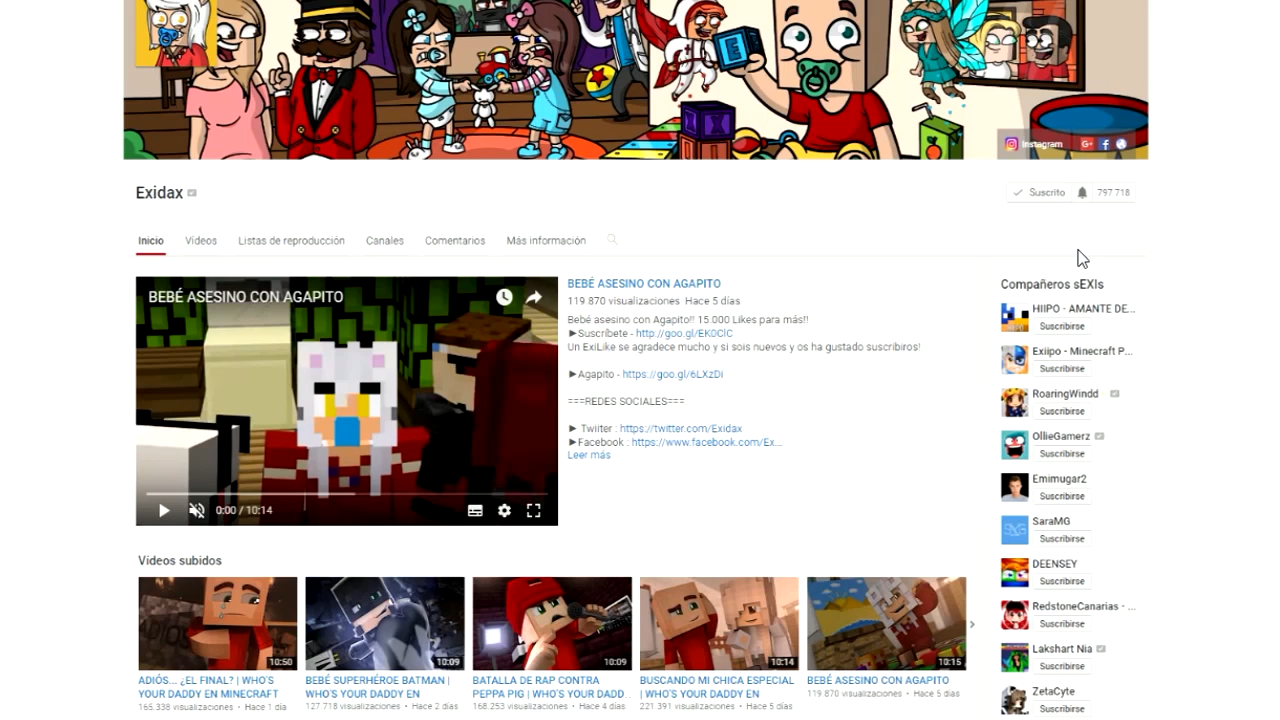 E
X
Instagram
Exidax
Suscrito 797 718
Inicio Vídeos Listas de reproducción Canales Comentarios Más información
BEBÉ ASESINO CON AGAPITO
0:00 / 10:14
BEBÉ ASESINO CON AGAPITO
119 870 visualizaciones Hace 5 días
Bebé asesino con Agapito!! 15.000 Likes para más!!
►Suscríbete - http://goo.gl/EK0ClC
Un ExiLike se agradece mucho y si sois nuevos y os ha gustado suscribiros!
►Agapito - https://goo.gl/6LXzDi
===REDES SOCIALES===
► Twiiter : https://twitter.com/Exidax
►Facebook : https://www.facebook.com/Ex...
Leer más
Compañeros sEXIs
HIIPO - AMANTE DE...
Suscribirse
Exiipo - Minecraft P...
Suscribirse
RoaringWindd
Suscribirse
OllieGamerz
Suscribirse
Emimugar2
Suscribirse
SaraMG
Suscribirse
DEENSEY
Suscribirse
RedstoneCanarias - ...
Suscribirse
Lakshart Nia
Suscribirse
ZetaCyte
Suscribirse
Vídeos subidos
10:50
ADIÓS... ¿EL FINAL? | WHO'S
YOUR DADDY EN MINECRAFT
165.338 visualizaciones • Hace 1 día
10:09
BEBÉ SUPERHÉROE BATMAN |
WHO'S YOUR DADDY EN
127 718 visualizaciones • Hace 2 días
10:09
BATALLA DE RAP CONTRA
PEPPA PIG | WHO'S YOUR DADD...
168.253 visualizaciones • Hace 4 días
10:14
BUSCANDO MI CHICA ESPECIAL
| WHO'S YOUR DADDY EN
221.391 visualizaciones • Hace 5 días
10:15
BEBÉ ASESINO CON AGAPITO
119 870 visualizaciones • Hace 5 días